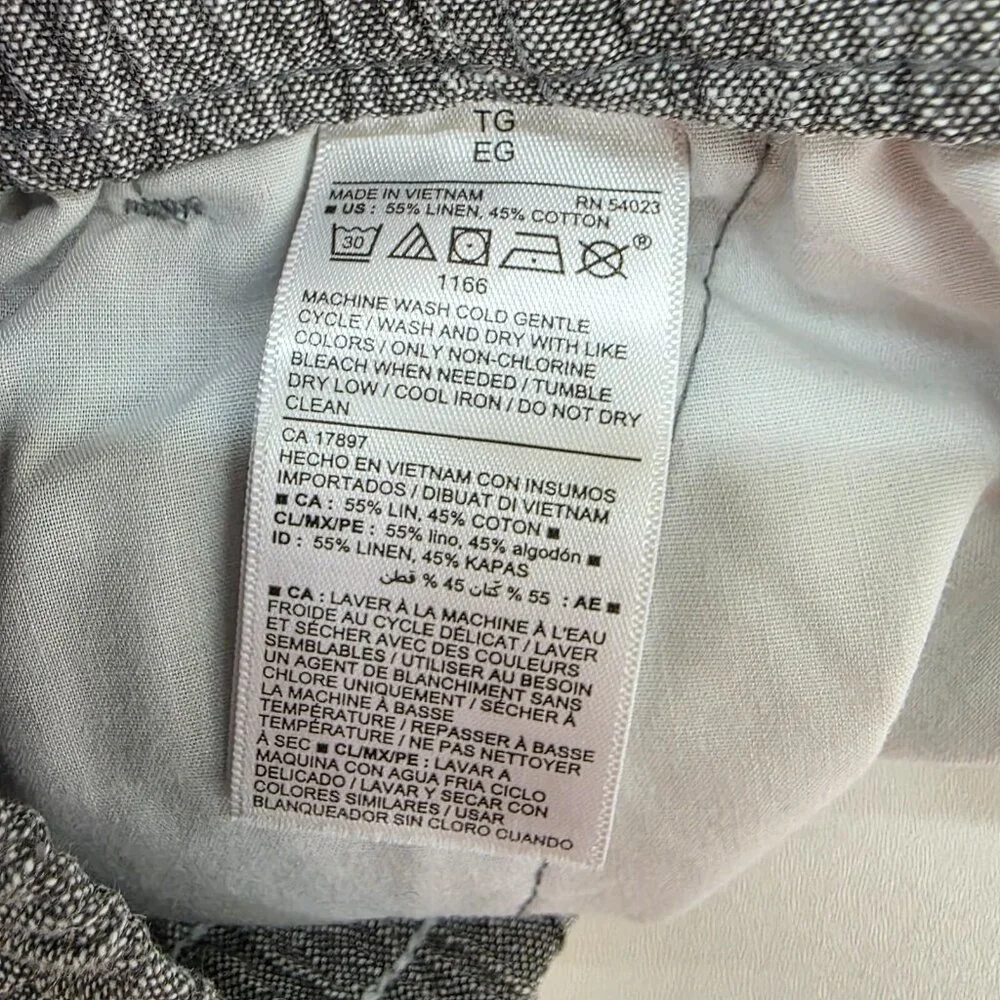 TG
EG
MADE IN VIETNAM RN 54023
■ US : 55% LINEN, 45% COTTON
30 ®
1166
MACHINE WASH COLD GENTLE
CYCLE / WASH AND DRY WITH LIKE
COLORS / ONLY NON-CHLORINE
BLEACH WHEN NEEDED / TUMBLE
DRY LOW / COOL IRON / DO NOT DRY
CLEAN
CA 17897
HECHO EN VIETNAM CON INSUMOS
IMPORTADOS / DIBUAT DI VIETNAM
■ CA : 55% LIN, 45% COTON ■
CL/MX/PE : 55% lino, 45% algodón ■
ID : 55% LINEN, 45% KAPAS
■ AE : 55 % كتّان 45 % قطن
■ CA : LAVER À LA MACHINE À L'EAU
FROIDE AU CYCLE DÉLICAT / LAVER
ET SÉCHER AVEC DES COULEURS
SEMBLABLES / UTILISER AU BESOIN
UN AGENT DE BLANCHIMENT SANS
CHLORE UNIQUEMENT / SÉCHER À
LA MACHINE À BASSE
TEMPÉRATURE / REPASSER À BASSE
TEMPÉRATURE / NE PAS NETTOYER
À SEC ■ CL/MX/PE : LAVAR A
MAQUINA CON AGUA FRIA CICLO
DELICADO / LAVAR Y SECAR CON
COLORES SIMILARES / USAR
BLANQUEADOR SIN CLORO CUANDO